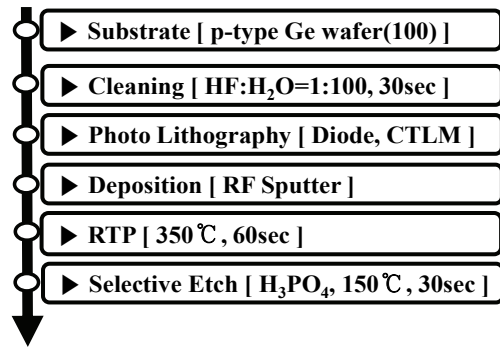 ▶ Substrate [ p-type Ge wafer(100) ]
▶ Cleaning [ HF:H₂O=1:100, 30sec ]
▶ Photo Lithography [ Diode, CTLM ]
▶ Deposition [ RF Sputter ]
▶ RTP [ 350℃, 60sec ]
▶ Selective Etch [ H₃PO₄, 150℃, 30sec ]